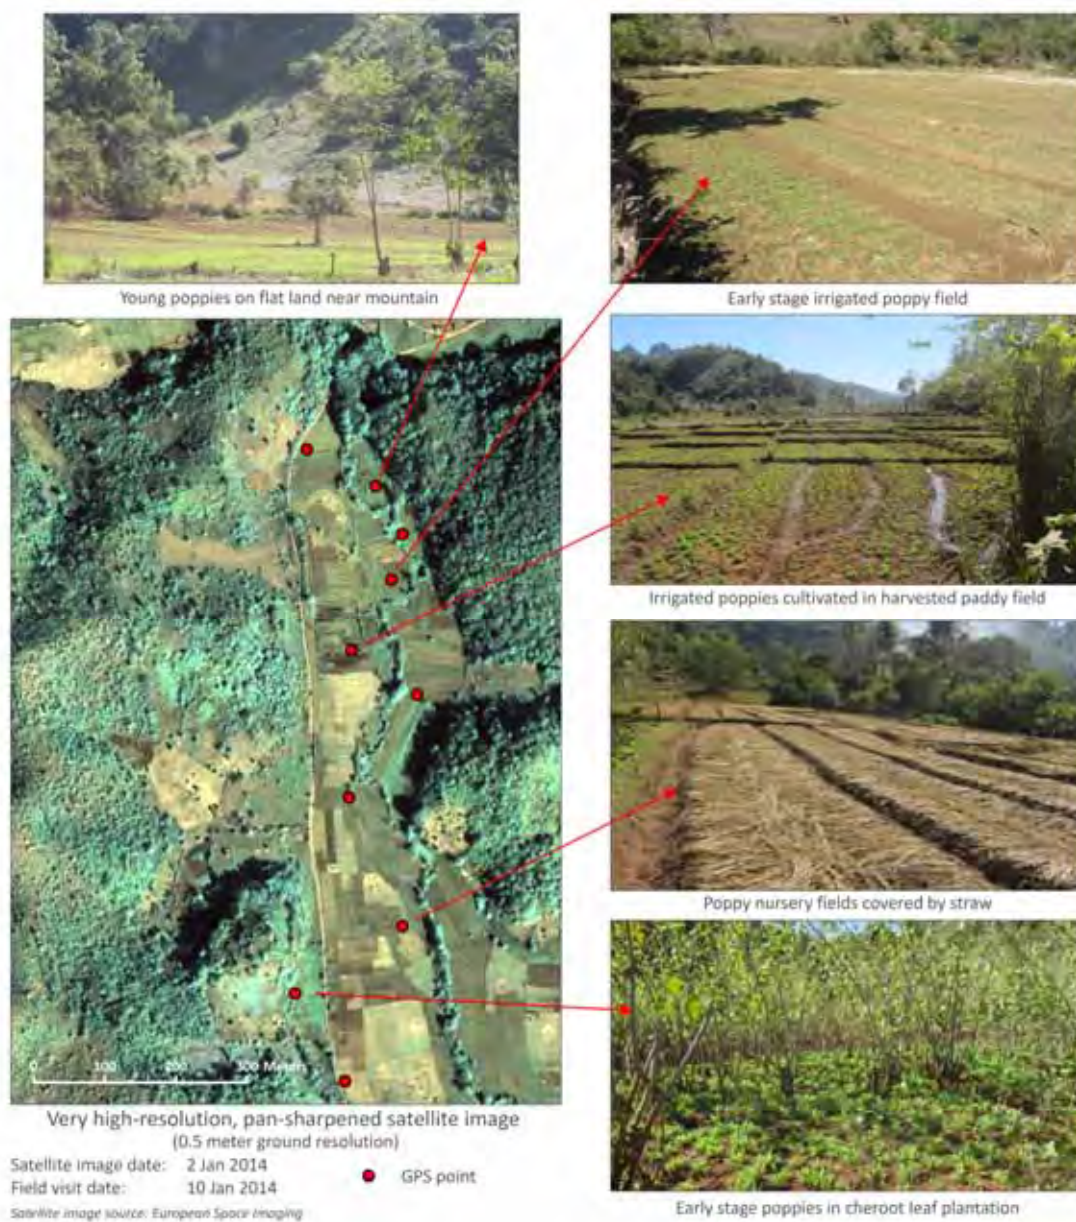 Young poppies on flat land near mountain
Early stage irrigated poppy field
Irrigated poppies cultivated in harvested paddy field
Poppy nursery fields covered by straw
0 100 200 300 Meters
Very high-resolution, pan-sharpened satellite image
(0.5 meter ground resolution)
Satellite image date: 2 Jan 2014
Field visit date: 10 Jan 2014
GPS point
Satellite image source: European Space Imaging
Early stage poppies in cheroot leaf plantation